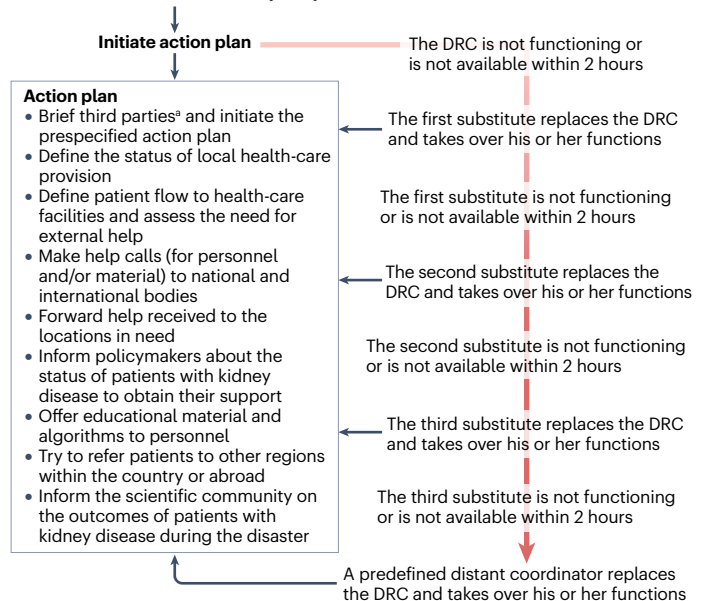 Initiate action plan
The DRC is not functioning or
is not available within 2 hours
Action plan
• Brief third partiesᵃ and initiate the
prespecified action plan
• Define the status of local health-care
provision
• Define patient flow to health-care
facilities and assess the need for
external help
• Make help calls (for personnel
and/or material) to national and
international bodies
• Forward help received to the
locations in need
• Inform policymakers about the
status of patients with kidney
disease to obtain their support
• Offer educational material and
algorithms to personnel
• Try to refer patients to other regions
within the country or abroad
• Inform the scientific community on
the outcomes of patients with
kidney disease during the disaster
The first substitute replaces the DRC
and takes over his or her functions
The first substitute is not functioning
or is not available within 2 hours
The second substitute replaces the
DRC and takes over his or her functions
The second substitute is not functioning
or is not available within 2 hours
The third substitute replaces the DRC
and takes over his or her functions
The third substitute is not functioning
or is not available within 2 hours
A predefined distant coordinator replaces
the DRC and takes over his or her functions